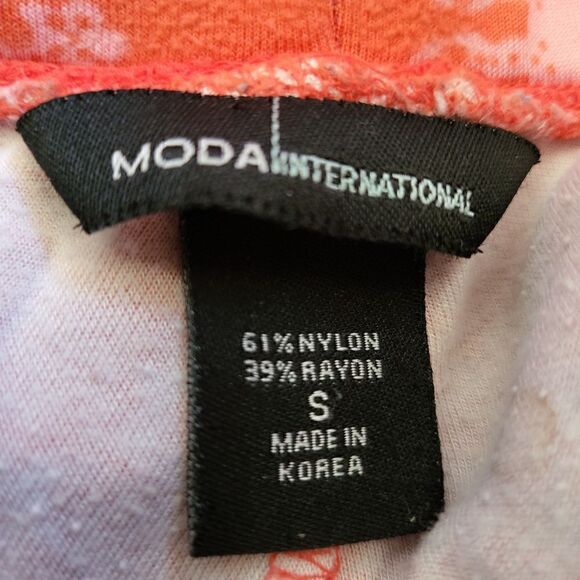 MODA INTERNATIONAL
61% NYLON
39% RAYON
S
MADE IN
KOREA